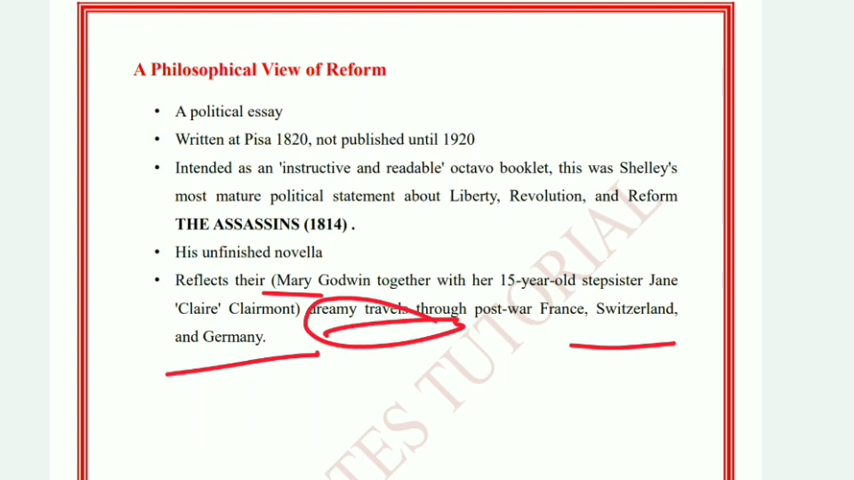 A Philosophical View of Reform
• A political essay
• Written at Pisa 1820, not published until 1920
• Intended as an 'instructive and readable' octavo booklet, this was Shelley's
most mature political statement about Liberty, Revolution, and Reform
THE ASSASSINS (1814) .
• His unfinished novella
• Reflects their (Mary Godwin together with her 15-year-old stepsister Jane
'Claire' Clairmont) dreamy travels through post-war France, Switzerland,
and Germany.
TES TUTORIAL